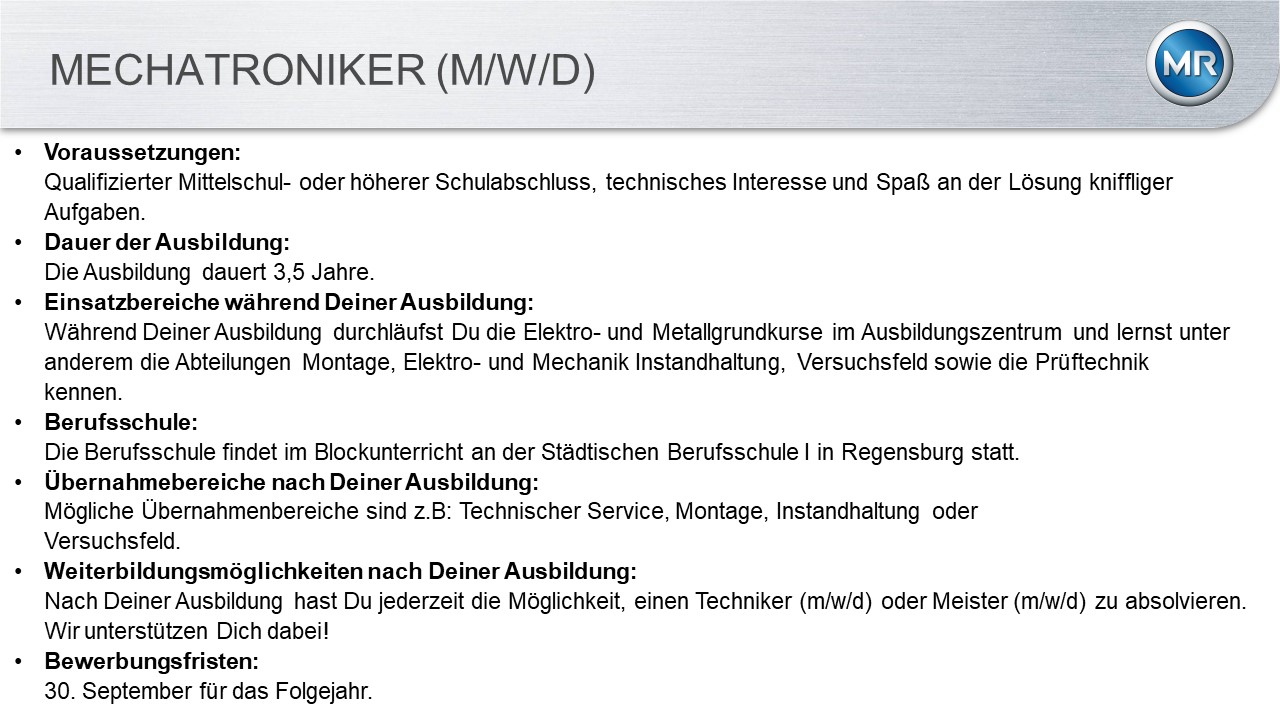 MECHATRONIKER (M/W/D)
MR
• Voraussetzungen:
Qualifizierter Mittelschul- oder höherer Schulabschluss, technisches Interesse und Spaß an der Lösung kniffliger
Aufgaben.
• Dauer der Ausbildung:
Die Ausbildung dauert 3,5 Jahre.
• Einsatzbereiche während Deiner Ausbildung:
Während Deiner Ausbildung durchläufst Du die Elektro- und Metallgrundkurse im Ausbildungszentrum und lernst unter
anderem die Abteilungen Montage, Elektro- und Mechanik Instandhaltung, Versuchsfeld sowie die Prüftechnik
kennen.
• Berufsschule:
Die Berufsschule findet im Blockunterricht an der Städtischen Berufsschule I in Regensburg statt.
• Übernahmebereiche nach Deiner Ausbildung:
Mögliche Übernahmenbereiche sind z.B: Technischer Service, Montage, Instandhaltung oder
Versuchsfeld.
• Weiterbildungsmöglichkeiten nach Deiner Ausbildung:
Nach Deiner Ausbildung hast Du jederzeit die Möglichkeit, einen Techniker (m/w/d) oder Meister (m/w/d) zu absolvieren.
Wir unterstützen Dich dabei!
• Bewerbungsfristen:
30. September für das Folgejahr.